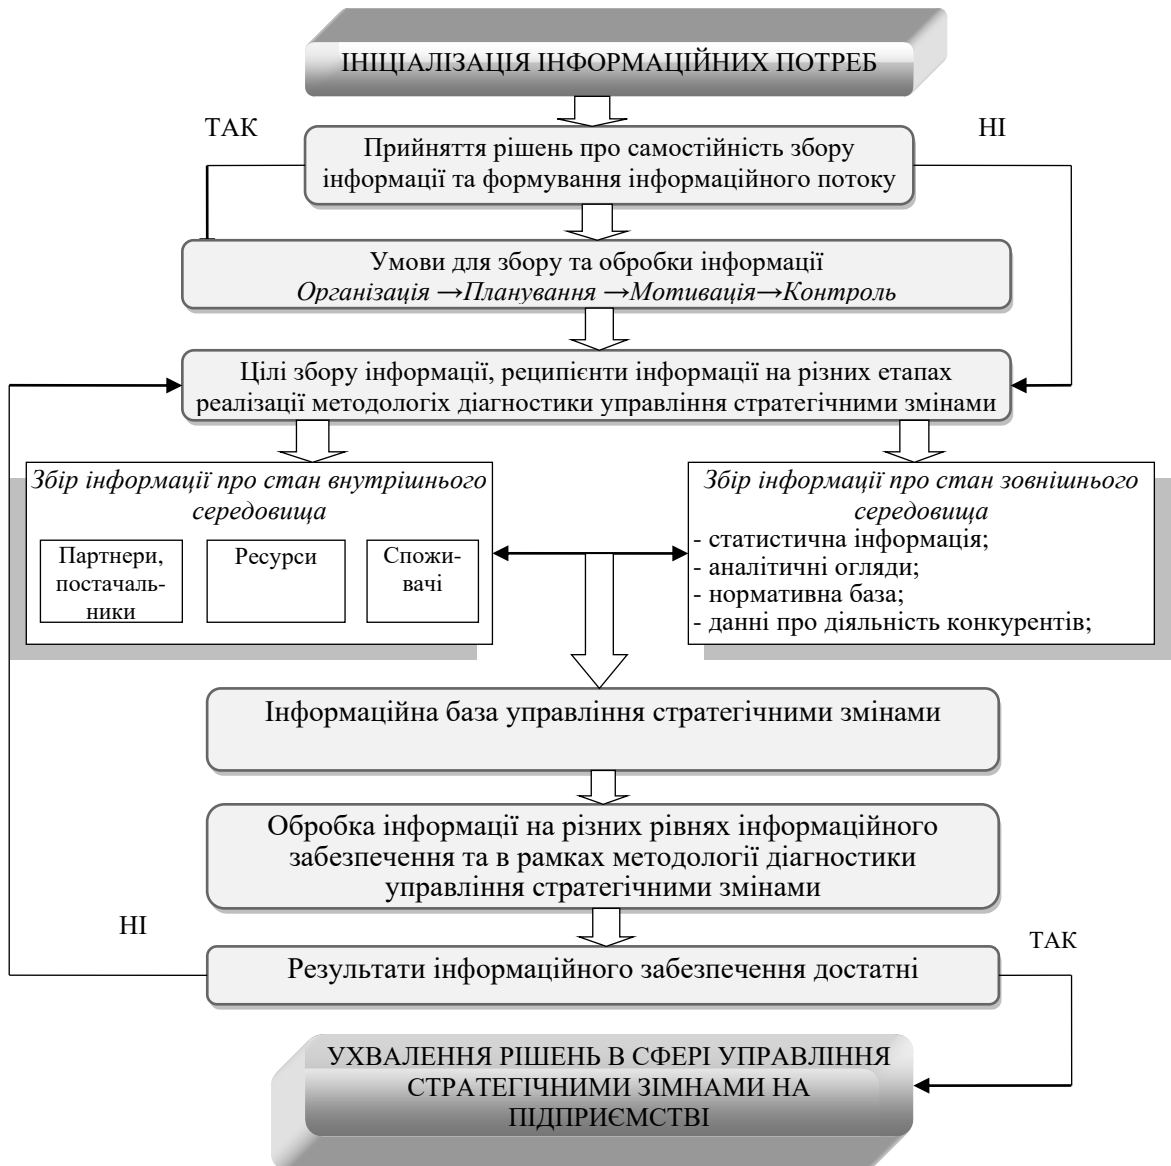 ІНІЦІАЛІЗАЦІЯ ІНФОРМАЦІЙНИХ ПОТРЕБ
ТАК
НІ
Прийняття рішень про самостійність збору
інформації та формування інформаційного потоку
Умови для збору та обробки інформації
Організація →Планування →Мотивація→Контроль
Цілі збору інформації, реципієнти інформації на різних етапах
реалізації методологіх діагностики управління стратегічними змінами
Збір інформації про стан внутрішнього
середовища
Партнери,
постачаль-
ники
Ресурси
Спожи-
вачі
Збір інформації про стан зовнішнього
середовища
- статистична інформація;
- аналітичні огляди;
- нормативна база;
- данні про діяльність конкурентів;
Інформаційна база управління стратегічними змінами
Обробка інформації на різних рівнях інформаційного
забезпечення та в рамках методології діагностики
управління стратегічними змінами
НІ
ТАК
Результати інформаційного забезпечення достатні
УХВАЛЕННЯ РІШЕНЬ В СФЕРІ УПРАВЛІННЯ
СТРАТЕГІЧНИМИ ЗІМНАМИ НА
ПІДПРИЄМСТВІ